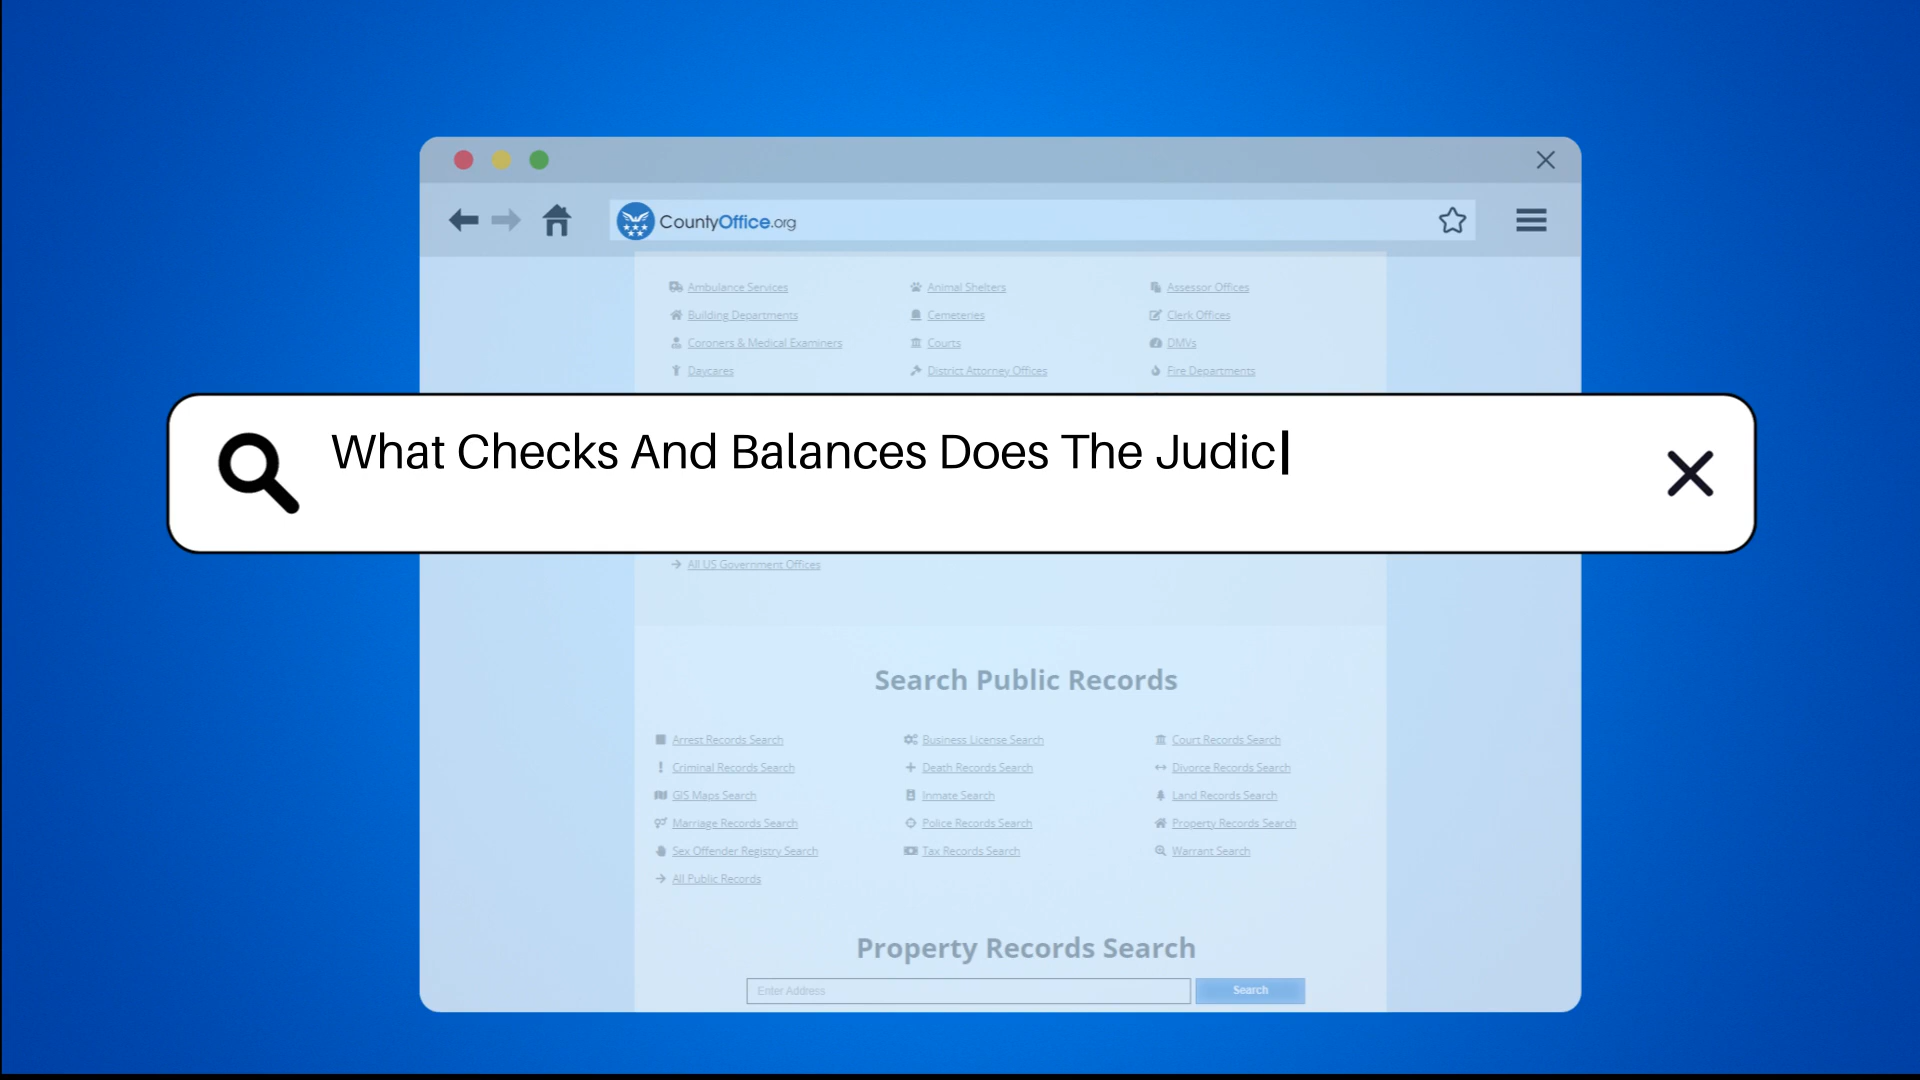 CountyOffice.org
Ambulance Services Animal Shelters Assessor Offices
Building Departments Cemeteries Clerk Offices
Coroners & Medical Examiners Courts DMVs
Daycares District Attorney Offices Fire Departments
What Checks And Balances Does The Judic
All US Government Offices
Search Public Records
Arrest Records Search Business License Search Court Records Search
Criminal Records Search Death Records Search Divorce Records Search
GIS Maps Search Inmate Search Land Records Search
Marriage Records Search Police Records Search Property Records Search
Sex Offender Registry Search Tax Records Search Warrant Search
All Public Records
Property Records Search
Enter Address Search